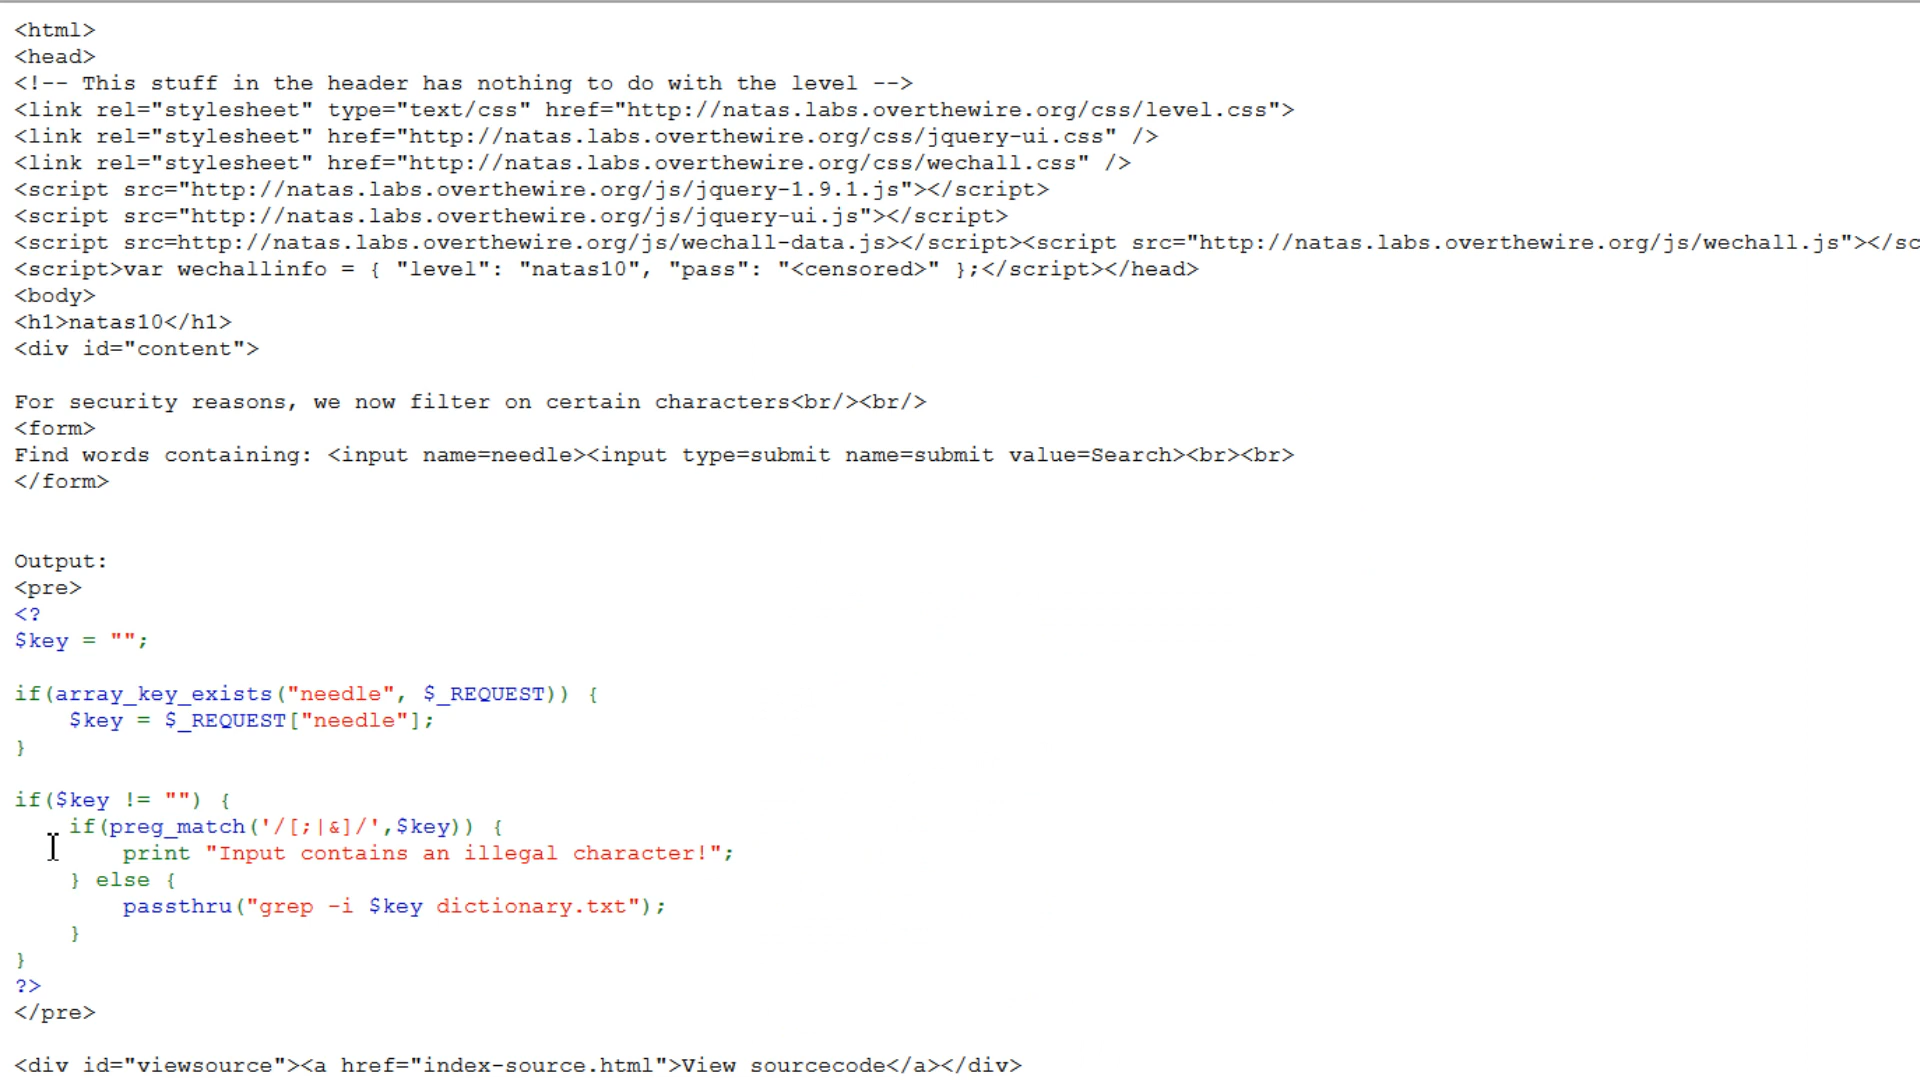 <html>
<head>
<!-- This stuff in the header has nothing to do with the level -->
<link rel="stylesheet" type="text/css" href="http://natas.labs.overthewire.org/css/level.css">
<link rel="stylesheet" href="http://natas.labs.overthewire.org/css/jquery-ui.css" />
<link rel="stylesheet" href="http://natas.labs.overthewire.org/css/wechall.css" />
<script src="http://natas.labs.overthewire.org/js/jquery-1.9.1.js"></script>
<script src="http://natas.labs.overthewire.org/js/jquery-ui.js"></script>
<script src=http://natas.labs.overthewire.org/js/wechall-data.js></script><script src="http://natas.labs.overthewire.org/js/wechall.js"></sc
<script>var wechallinfo = { "level": "natas10", "pass": "<censored>" };</script></head>
<body>
<h1>natas10</h1>
<div id="content">
For security reasons, we now filter on certain characters<br/><br/>
<form>
Find words containing: <input name=needle><input type=submit name=submit value=Search><br><br>
</form>
Output:
<pre>
<?
$key = "";
if(array_key_exists("needle", $_REQUEST)) {
    $key = $_REQUEST["needle"];
}
if($key != "") {
    if(preg_match('/[;|&]/',$key)) {
        print "Input contains an illegal character!";
    } else {
        passthru("grep -i $key dictionary.txt");
    }
}
?>
</pre>
<div id="viewsource"><a href="index-source.html">View sourcecode</a></div>